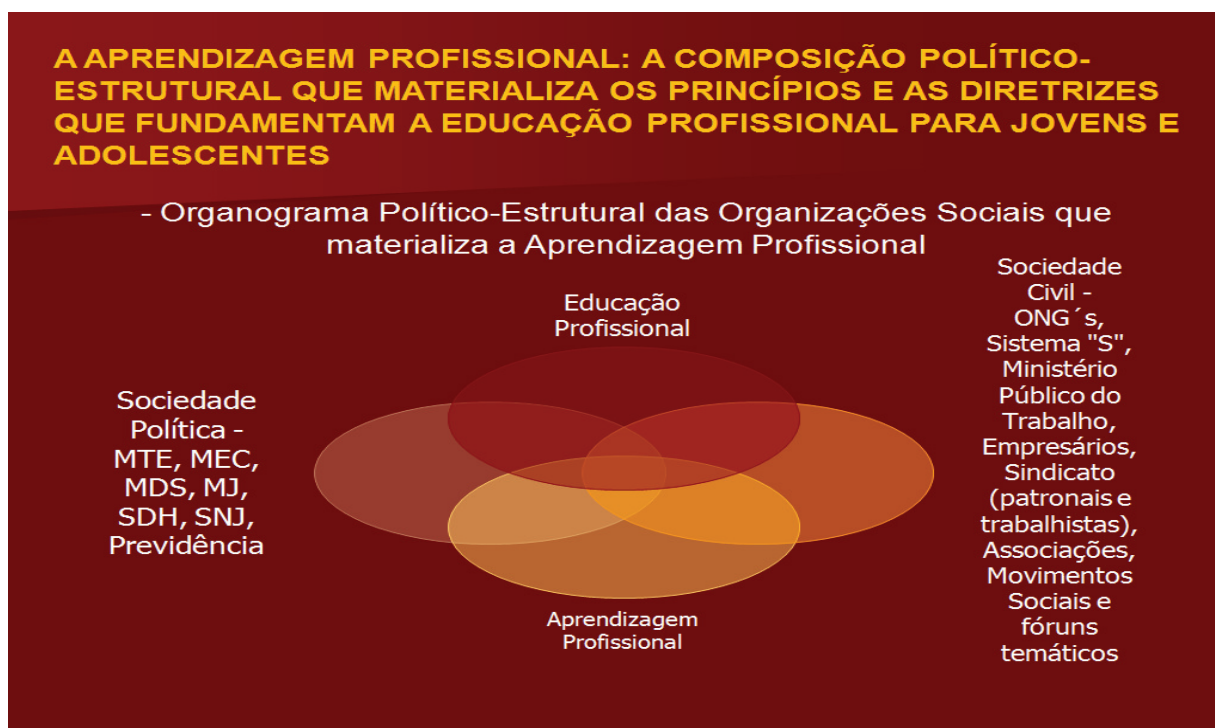 A APRENDIZAGEM PROFISSIONAL: A COMPOSIÇÃO POLÍTICO-
ESTRUTURAL QUE MATERIALIZA OS PRINCÍPIOS E AS DIRETRIZES
QUE FUNDAMENTAM A EDUCAÇÃO PROFISSIONAL PARA JOVENS E
ADOLESCENTES
- Organograma Político-Estrutural das Organizações Sociais que
materializa a Aprendizagem Profissional
Educação
Profissional
Sociedade
Política -
MTE, MEC,
MDS, MJ,
SDH, SNJ,
Previdência
Sociedade
Civil -
ONG´s,
Sistema "S",
Ministério
Público do
Trabalho,
Empresários,
Sindicato
(patronais e
trabalhistas),
Associações,
Movimentos
Sociais e
fóruns
temáticos
Aprendizagem
Profissional